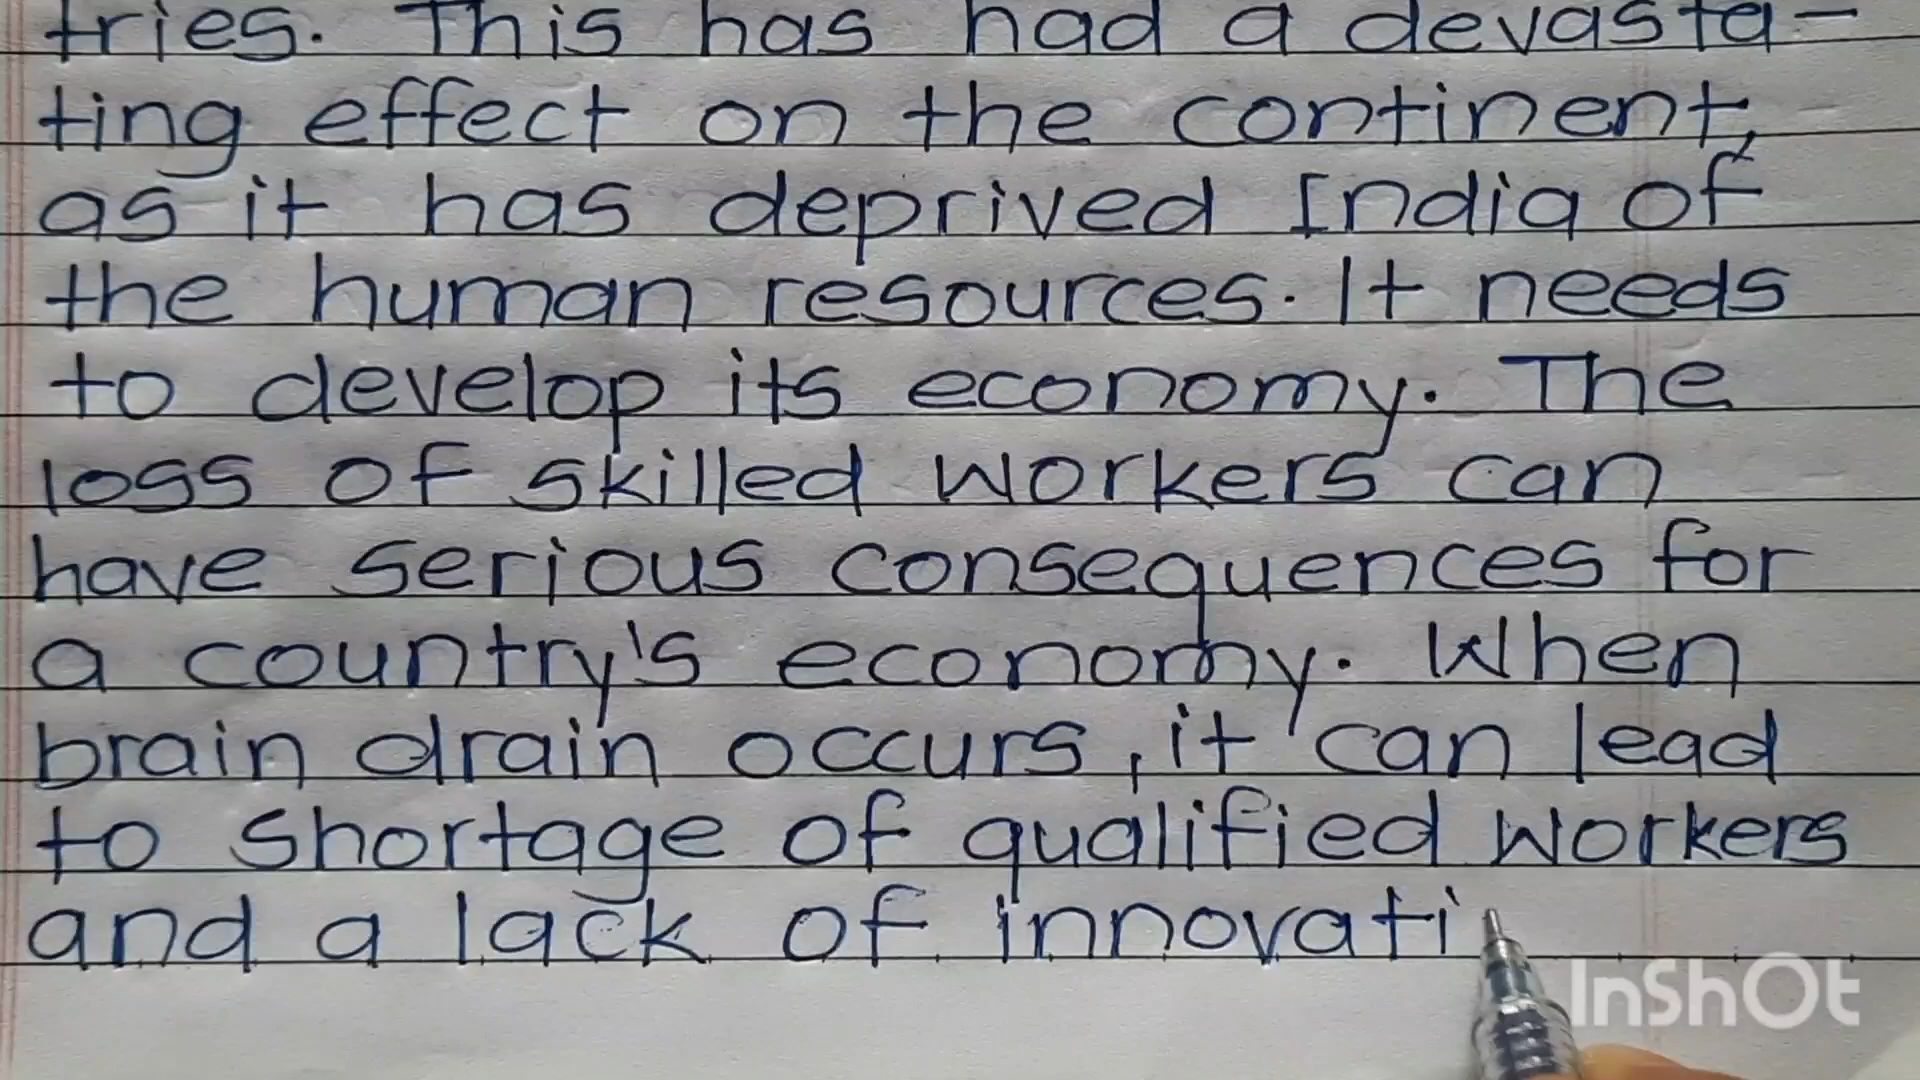 tries. This has had a devasta-
ting effect on the continent,
as it has deprived India of
the human resources. It needs
to develop its economy. The
loss of skilled workers can
have serious consequences for
a country's economy. When
brain drain occurs, it can lead
to shortage of qualified workers
and a lack of innovati
InShOt